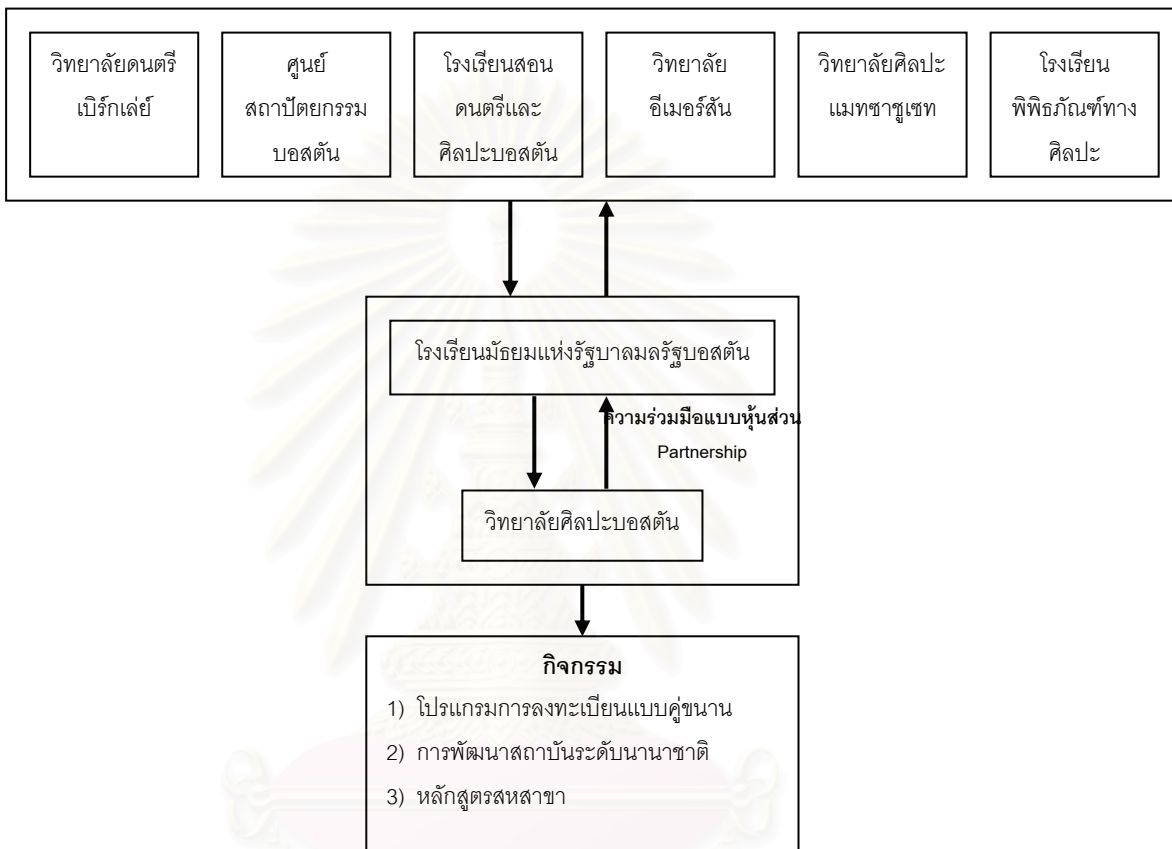 วิทยาลัยดนตรี
เบิร์กเล่ย์
ศูนย์
สถาปัตยกรรม
บอสตัน
โรงเรียนสอน
ดนตรีและ
ศิลปะบอสตัน
วิทยาลัย
อีเมอร์สัน
วิทยาลัยศิลปะ
แมทซาชูเซท
โรงเรียน
พิพิธภัณฑ์ทาง
ศิลปะ
โรงเรียนมัธยมแห่งรัฐบาลมลรัฐบอสตัน
ความร่วมมือแบบหุ้นส่วน
Partnership
วิทยาลัยศิลปะบอสตัน
กิจกรรม
1) โปรแกรมการลงทะเบียนแบบคู่ขนาน
2) การพัฒนาสถาบันระดับนานาชาติ
3) หลักสูตรสหสาขา